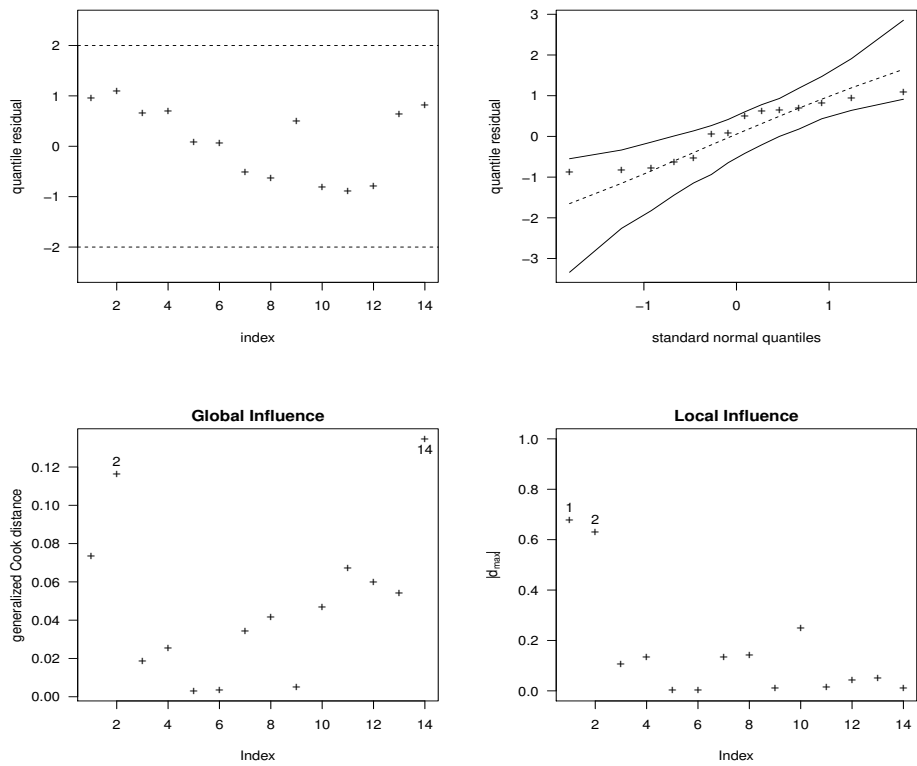 quantile residual
2
1
0
−1
−2
2 4 6 8 10 12 14
index
quantile residual
3
2
1
0
−1
−2
−3
−1 0 1
standard normal quantiles
Global Influence
generalized Cook distance
0.12
0.10
0.08
0.06
0.04
0.02
0.00
2
14
2 4 6 8 10 12 14
Index
Local Influence
|dmax|
1.0
0.8
0.6
0.4
0.2
0.0
1
2
2 4 6 8 10 12 14
Index